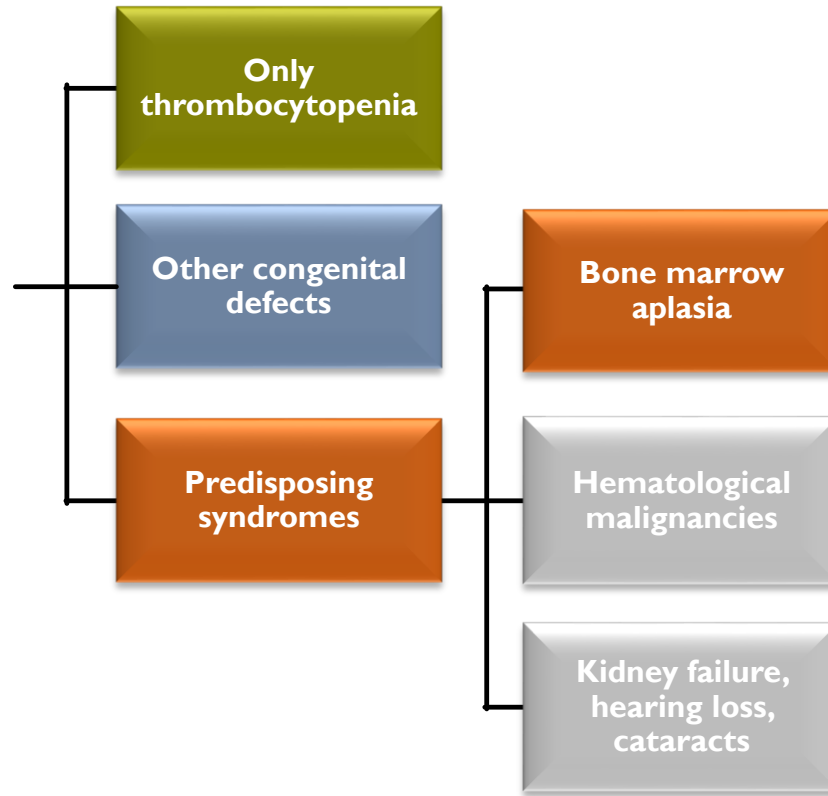 Only
thrombocytopenia
Other congenital
defects
Predisposing
syndromes
Bone marrow
aplasia
Hematological
malignancies
Kidney failure,
hearing loss,
cataracts